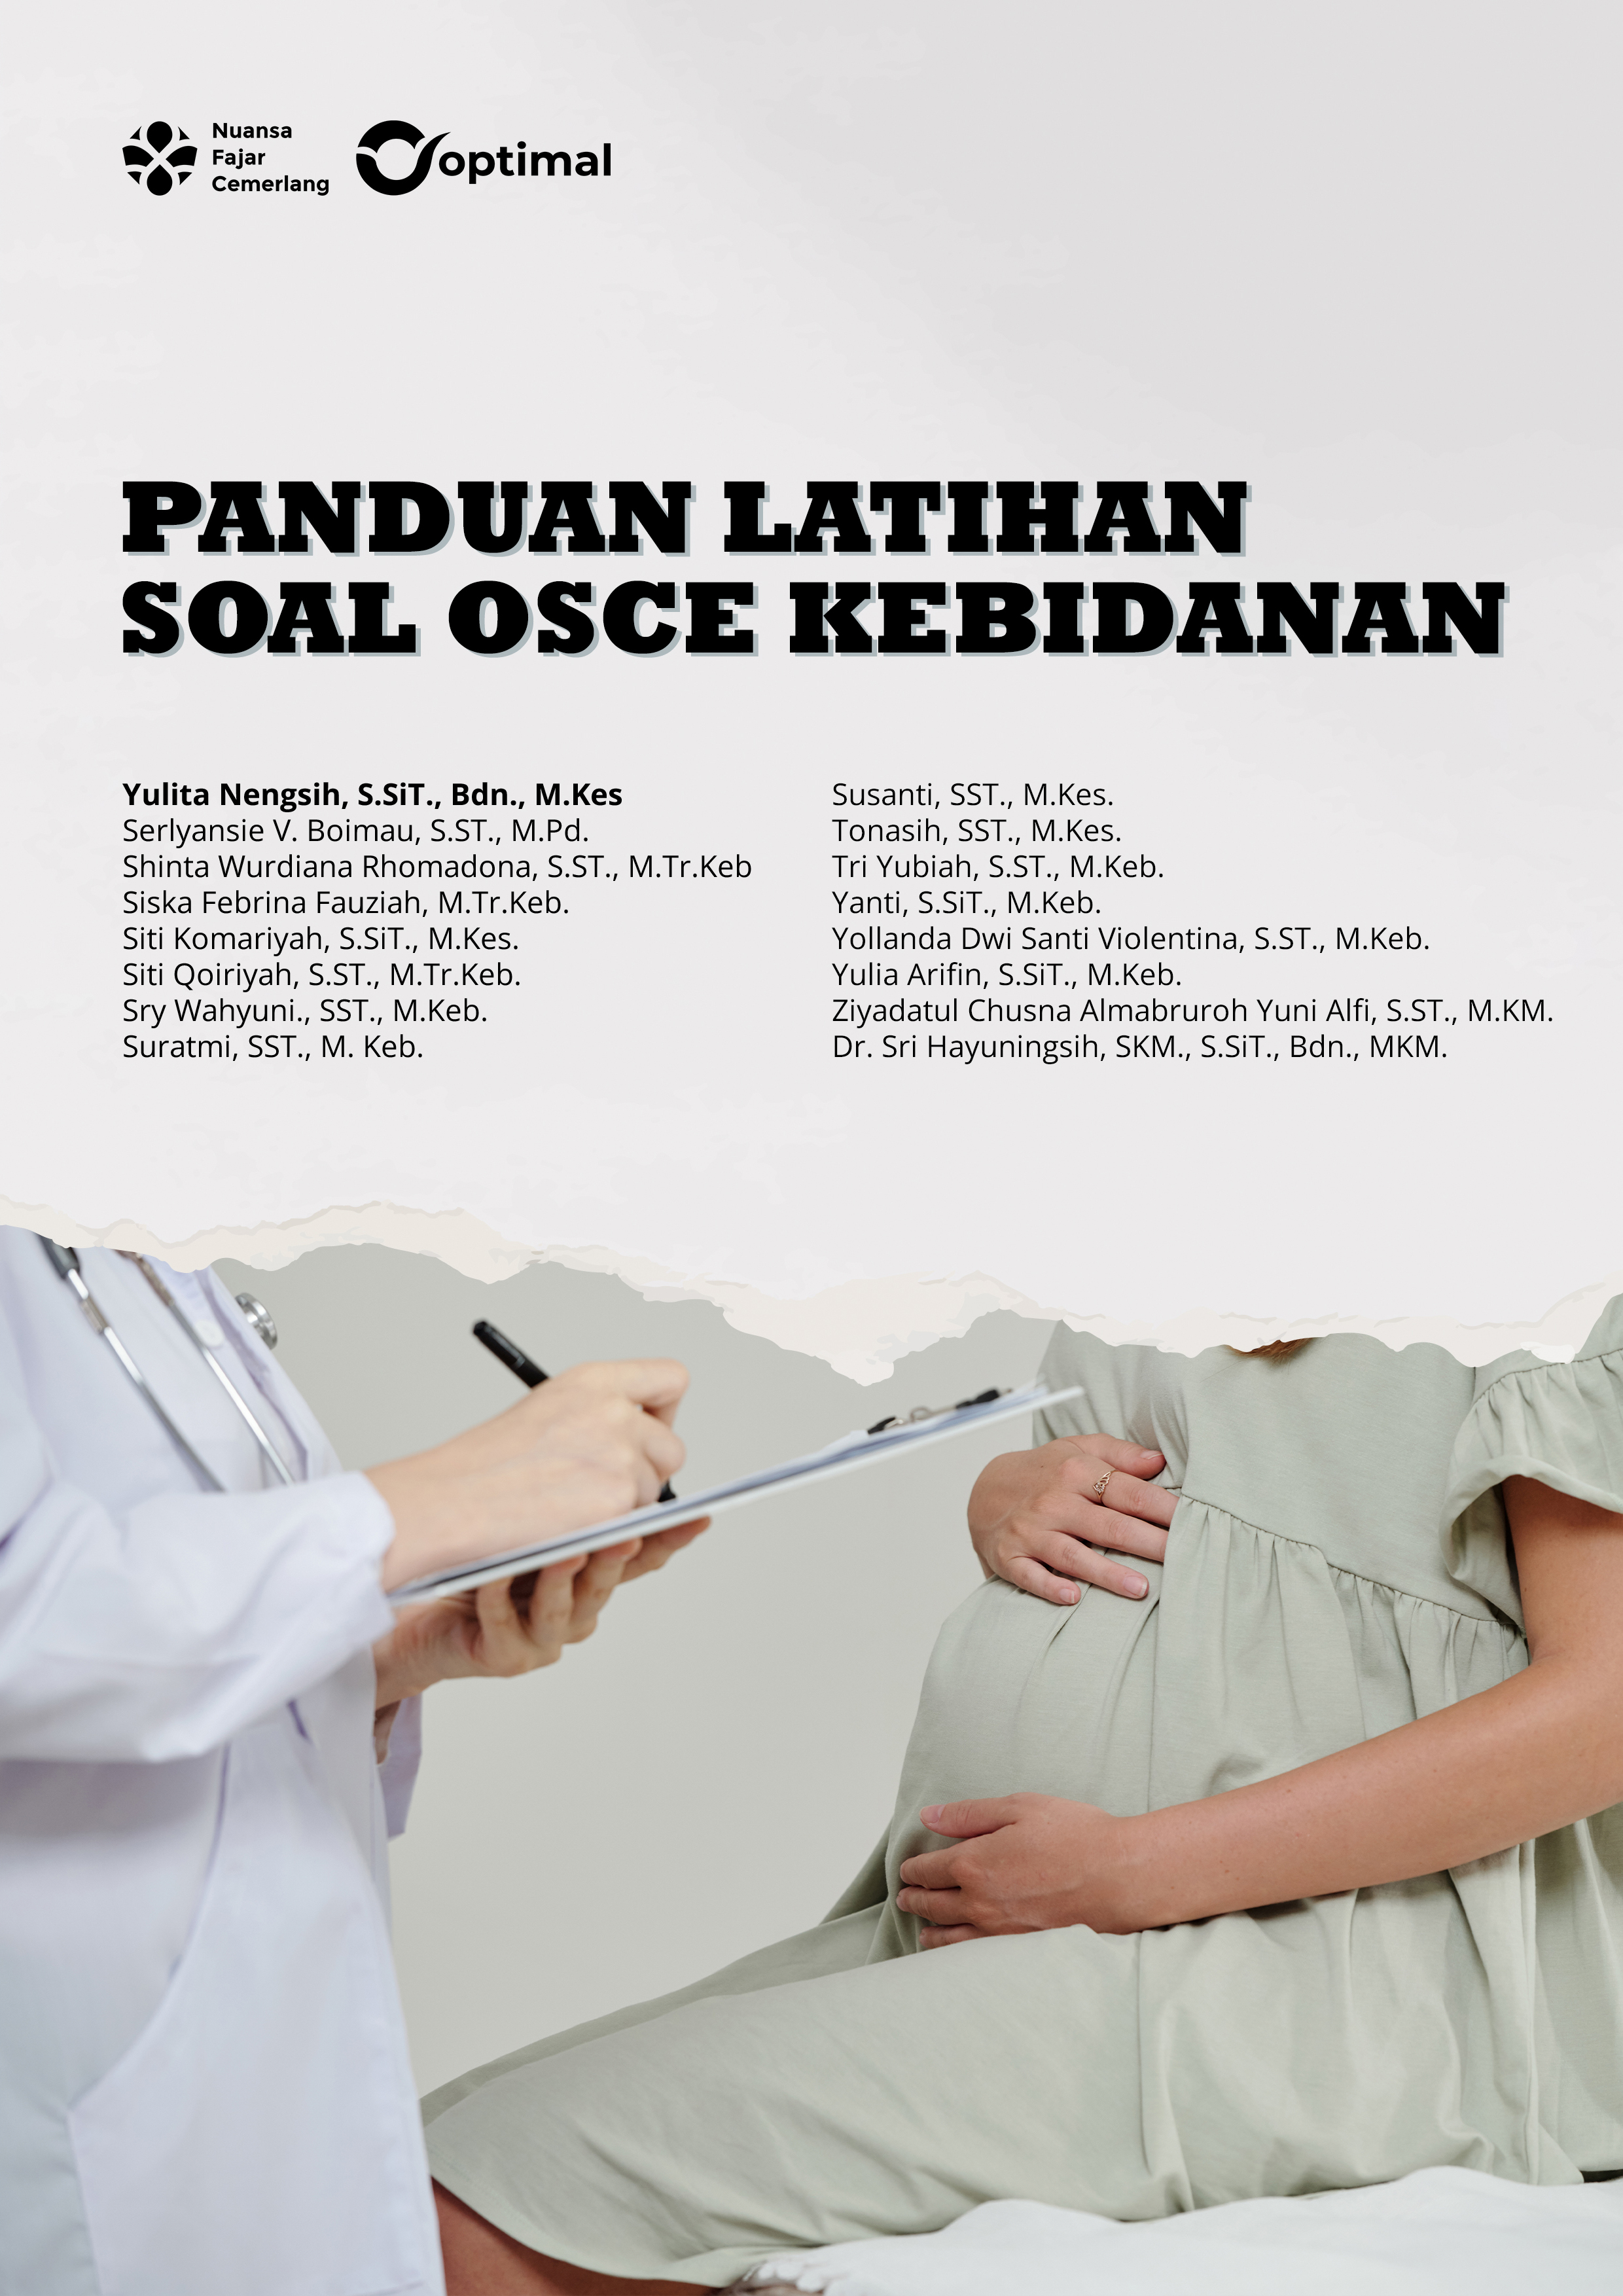 Nuansa
Fajar
Cemerlang
optimal
PANDUAN LATIHAN
SOAL OSCE KEBIDANAN
Yulita Nengsih, S.SiT., Bdn., M.Kes
Serlyansie V. Boimau, S.ST., M.Pd.
Shinta Wurdiana Rhomadona, S.ST., M.Tr.Keb
Siska Febrina Fauziah, M.Tr.Keb.
Siti Komariyah, S.SiT., M.Kes.
Siti Qoiriyah, S.ST., M.Tr.Keb.
Sry Wahyuni., SST., M.Keb.
Suratmi, SST., M. Keb.
Susanti, SST., M.Kes.
Tonasih, SST., M.Kes.
Tri Yubiah, S.ST., M.Keb.
Yanti, S.SiT., M.Keb.
Yollanda Dwi Santi Violentina, S.ST., M.Keb.
Yulia Arifin, S.SiT., M.Keb.
Ziyadatul Chusna Almabruroh Yuni Alfi, S.ST., M.KM.
Dr. Sri Hayuningsih, SKM., S.SiT., Bdn., MKM.